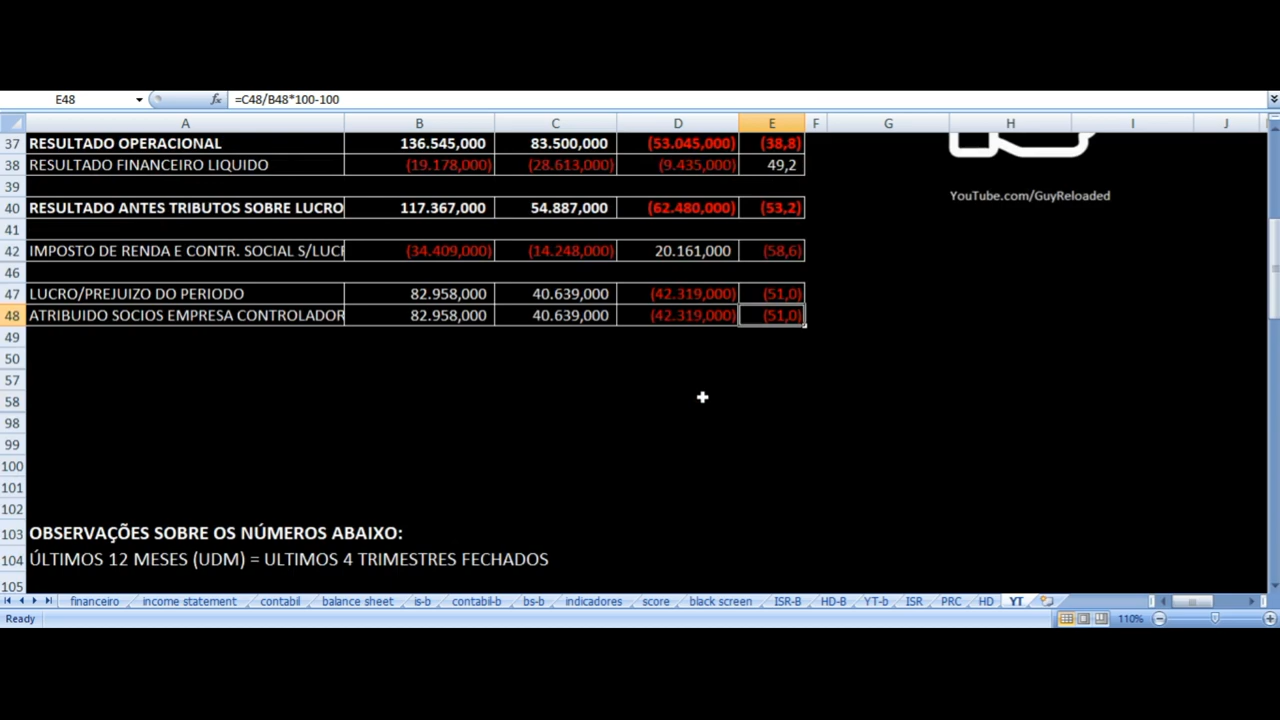 E48 fx =C48/B48*100-100
A B C D E F G H I J
37 RESULTADO OPERACIONAL 136.545,000 83.500,000 (53.045,000) (38,8)
38 RESULTADO FINANCEIRO LIQUIDO (19.178,000) (28.613,000) (9.435,000) 49,2
39
YouTube.com/GuyReloaded
40 RESULTADO ANTES TRIBUTOS SOBRE LUCRO 117.367,000 54.887,000 (62.480,000) (53,2)
41
42 IMPOSTO DE RENDA E CONTR. SOCIAL S/LUCR (34.409,000) (14.248,000) 20.161,000 (58,6)
46
47 LUCRO/PREJUIZO DO PERIODO 82.958,000 40.639,000 (42.319,000) (51,0)
48 ATRIBUIDO SOCIOS EMPRESA CONTROLADOR 82.958,000 40.639,000 (42.319,000) (51,0)
49
50
57
58
98
99
100
101
102
103 OBSERVAÇÕES SOBRE OS NÚMEROS ABAIXO:
104 ÚLTIMOS 12 MESES (UDM) = ULTIMOS 4 TRIMESTRES FECHADOS
105
financeiro income statement contabil balance sheet is-b contabil-b bs-b indicadores score black screen ISR-B HD-B YT-b ISR PRC HD YT
Ready 110%